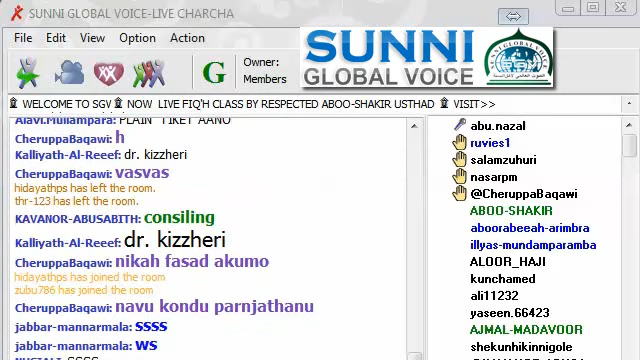 SUNNI GLOBAL VOICE-LIVE CHARCHA
File Edit View Option Action
SUNNI
GLOBAL VOICE
SUNNI GLOBAL VOICE
G
Owner:
Members
WELCOME TO SGV NOW LIVE FIQ'H CLASS BY RESPECTED ABOO-SHAKIR USTHAD VISIT>>
Alavi.Mullampara: PLAIN TIKET AANO
CheruppaBaqawi: h
Kalliyath-Al-Reeef: dr. kizzheri
CheruppaBaqawi: vasvas
hidayathps has left the room.
thr-123 has left the room.
KAVANOR-ABUSABITH: consiling
Kalliyath-Al-Reeef: dr. kizzheri
CheruppaBaqawi: nikah fasad akumo
hidayathps has joined the room
zubu786 has joined the room
CheruppaBaqawi: navu kondu parnjathanu
jabbar-mannarmala: SSSS
jabbar-mannarmala: WS
abu.nazal
ruvies1
salamzuhuri
nasarpm
@CheruppaBaqawi
ABOO-SHAKIR
aboorabeeah-arimbra
illyas-mundamparamba
ALOOR_HAJI
kunchamed
ali11232
yaseen.66423
AJMAL-MADAVOOR
shekunhikinnigole